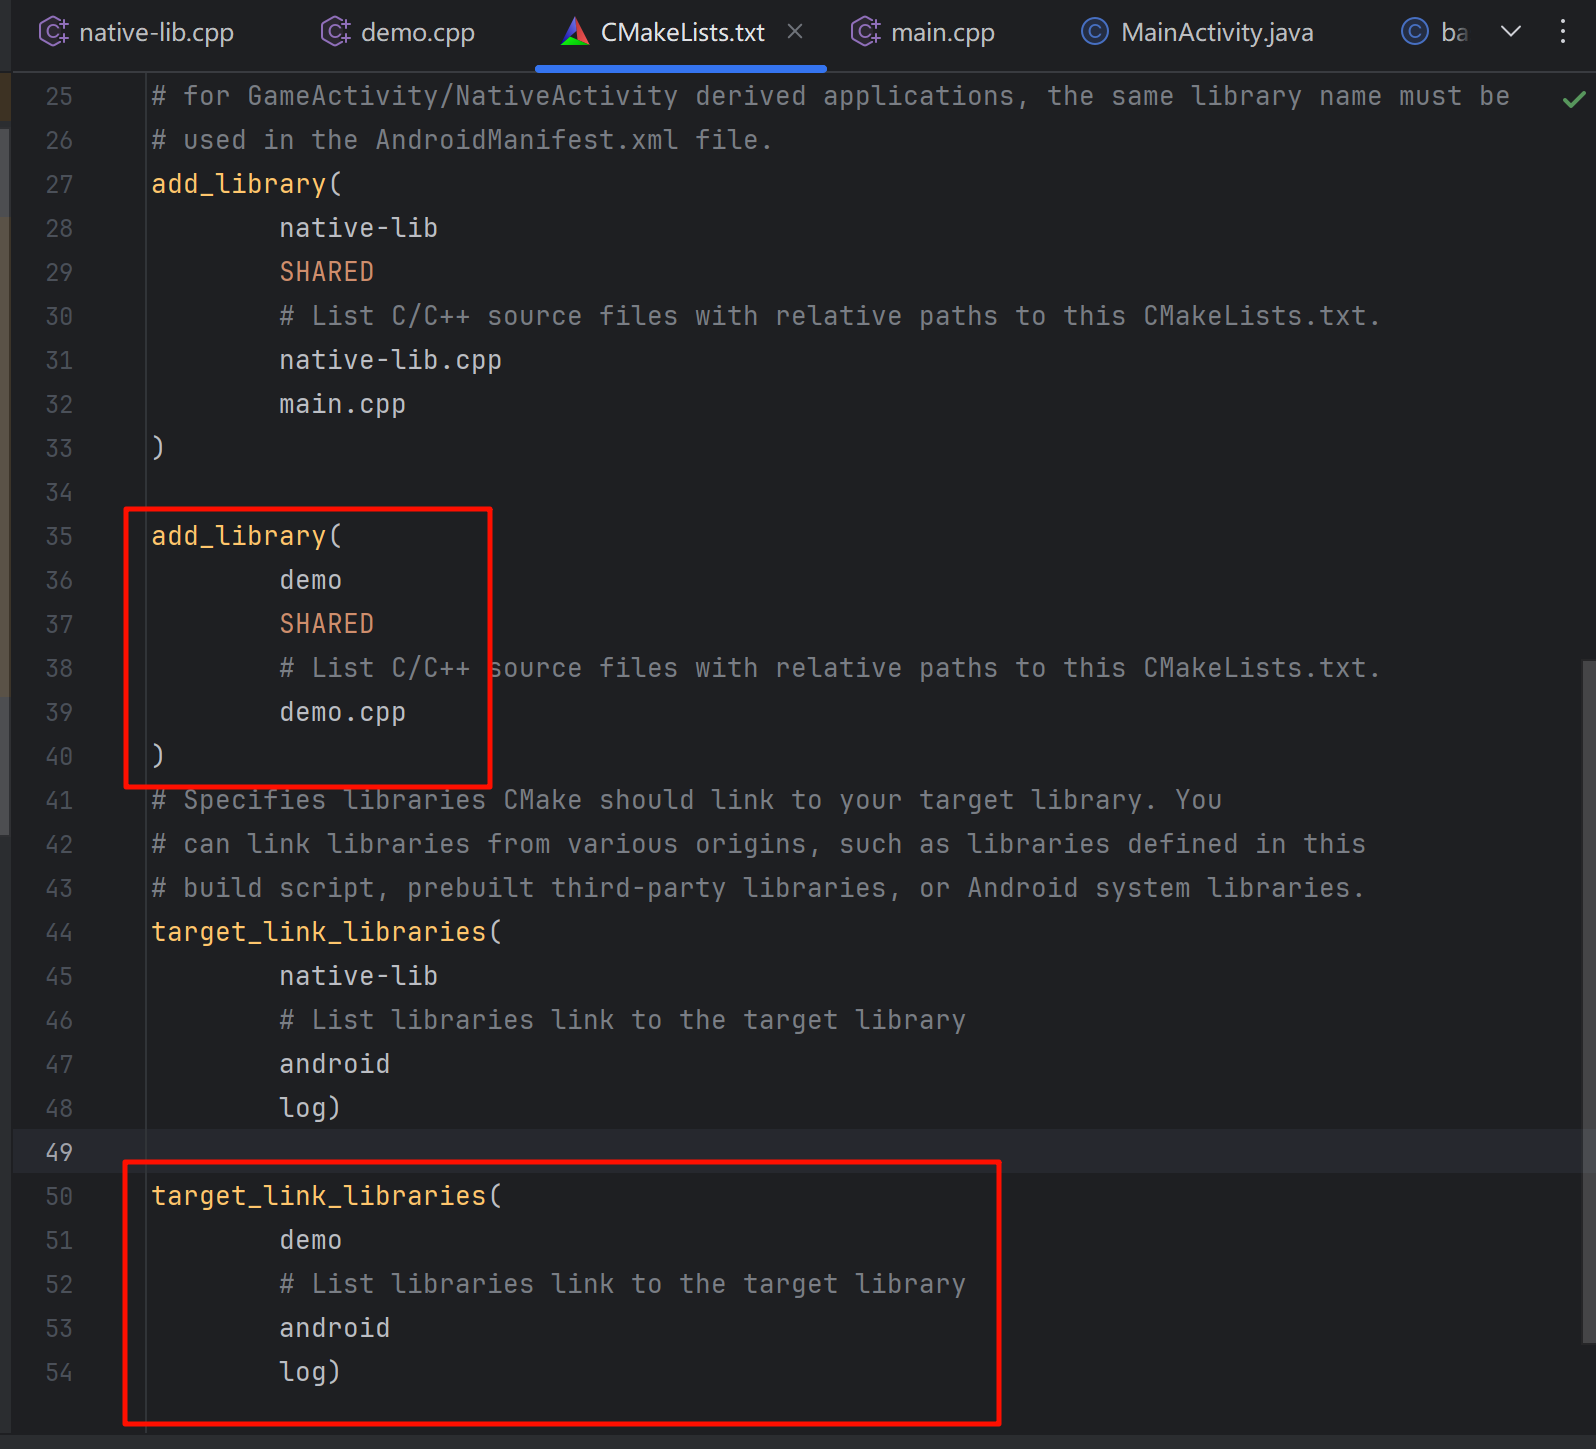 native-lib.cpp demo.cpp CMakeLists.txt main.cpp MainActivity.java ba
25 # for GameActivity/NativeActivity derived applications, the same library name must be
26 # used in the AndroidManifest.xml file.
27 add_library(
28 native-lib
29 SHARED
30 # List C/C++ source files with relative paths to this CMakeLists.txt.
31 native-lib.cpp
32 main.cpp
33 )
34
35 add_library(
36 demo
37 SHARED
38 # List C/C++ source files with relative paths to this CMakeLists.txt.
39 demo.cpp
40 )
41 # Specifies libraries CMake should link to your target library. You
42 # can link libraries from various origins, such as libraries defined in this
43 # build script, prebuilt third-party libraries, or Android system libraries.
44 target_link_libraries(
45 native-lib
46 # List libraries link to the target library
47 android
48 log)
49
50 target_link_libraries(
51 demo
52 # List libraries link to the target library
53 android
54 log)